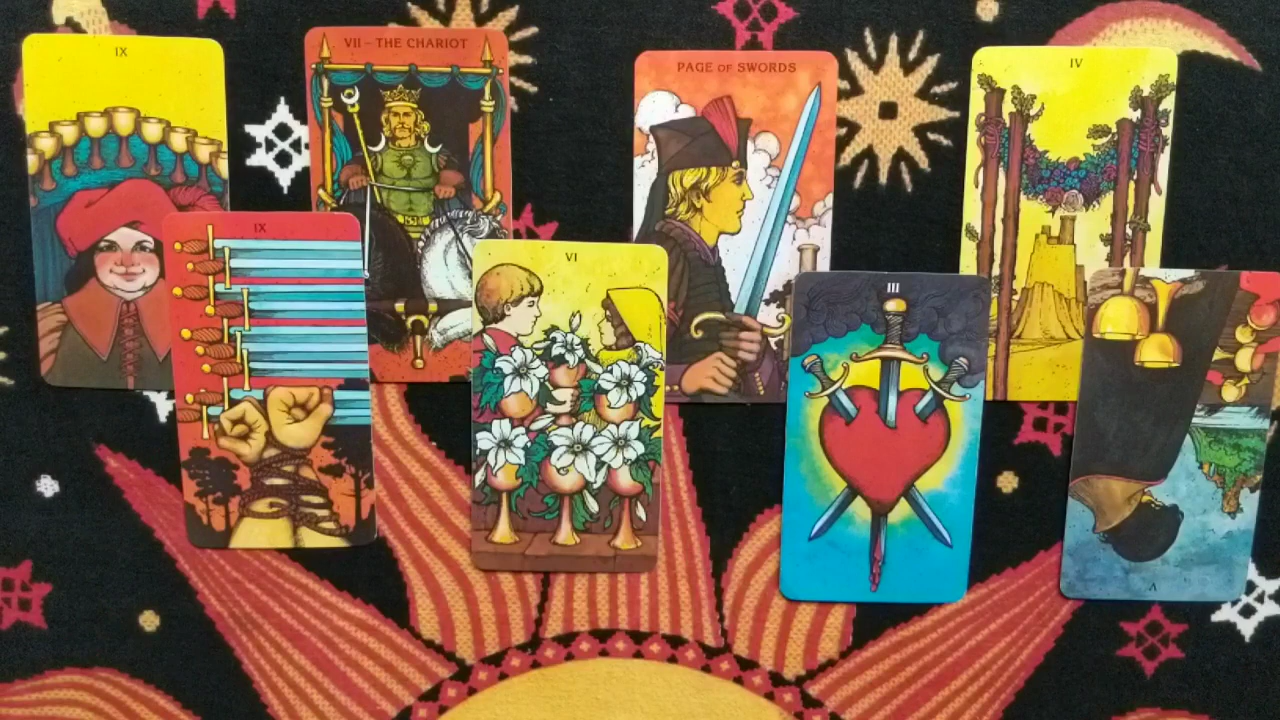 IX
VII – THE CHARIOT
PAGE OF SWORDS
IV
IX
VI
III
V